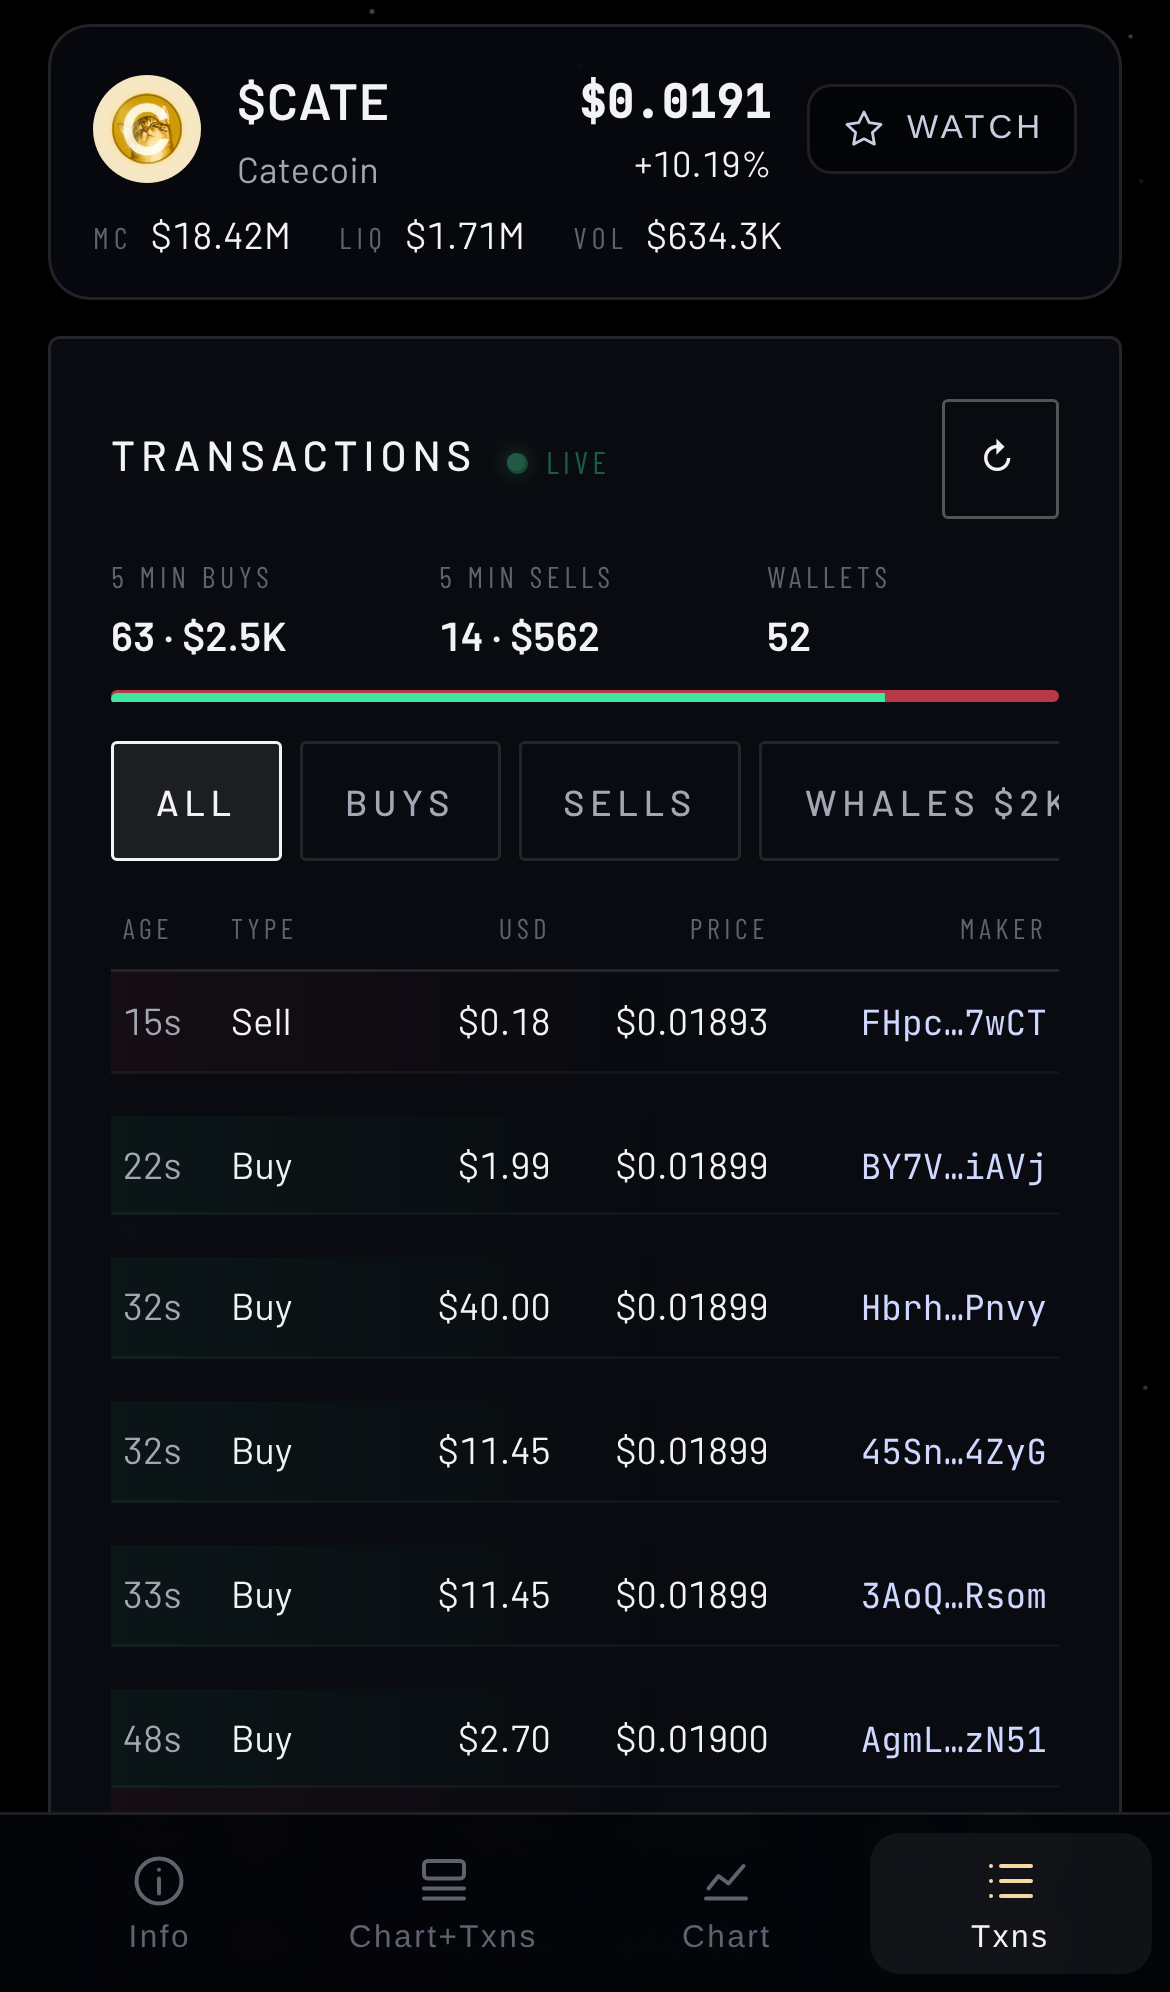 $CATE
$0.0191
WATCH
Catecoin
+10.19%
MC $18.42M LIQ $1.71M VOL $634.3K
TRANSACTIONS LIVE
5 MIN BUYS 5 MIN SELLS WALLETS
63 · $2.5K 14 · $562 52
ALL BUYS SELLS WHALES $2K
AGE TYPE USD PRICE MAKER
15s Sell $0.18 $0.01893 FHpc…7wCT
22s Buy $1.99 $0.01899 BY7V…iAVj
32s Buy $40.00 $0.01899 Hbrh…Pnvy
32s Buy $11.45 $0.01899 45Sn…4ZyG
33s Buy $11.45 $0.01899 3AoQ…Rsom
48s Buy $2.70 $0.01900 AgmL…zN51
Info Chart+Txns Chart Txns